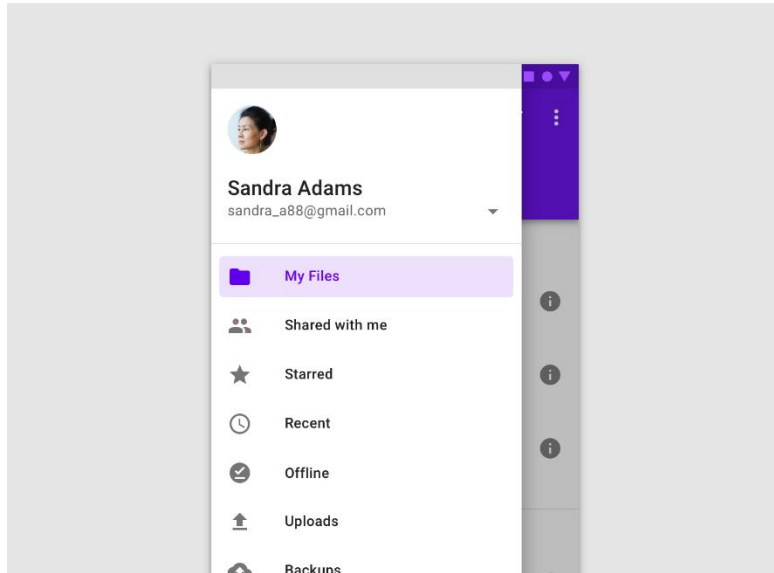 Sandra Adams
sandra_a88@gmail.com
My Files
Shared with me
Starred
Recent
Offline
Uploads
Backups